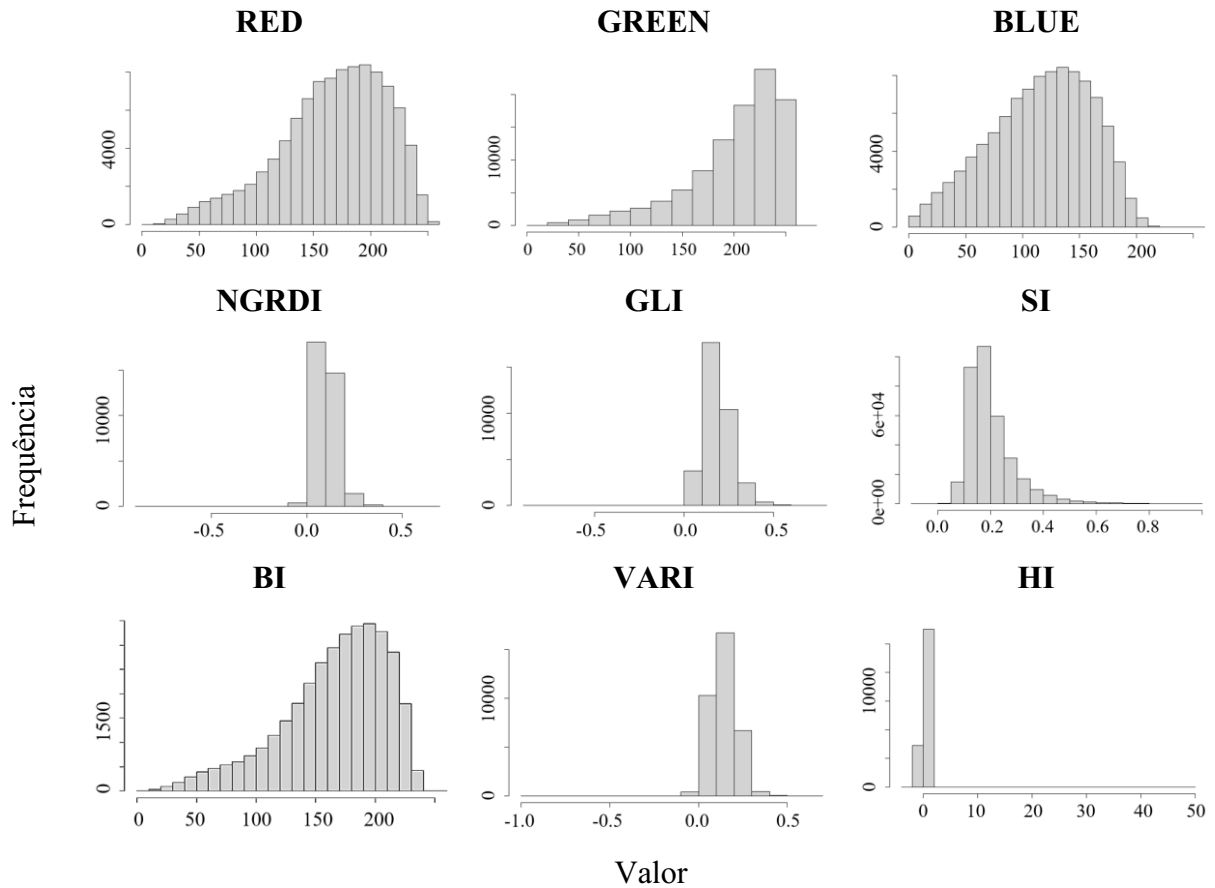 RED GREEN BLUE
4000 10000 4000
0 0 0
0 50 100 150 200 0 50 100 150 200 0 50 100 150 200
NGRDI GLI SI
10000 10000 6e+04
0 0 0e+00
-0.5 0.0 0.5 -0.5 0.0 0.5 0.0 0.2 0.4 0.6 0.8
Frequência
BI VARI HI
1500 10000 10000
0 0 0
0 50 100 150 200 -1.0 -0.5 0.0 0.5 0 10 20 30 40 50
Valor